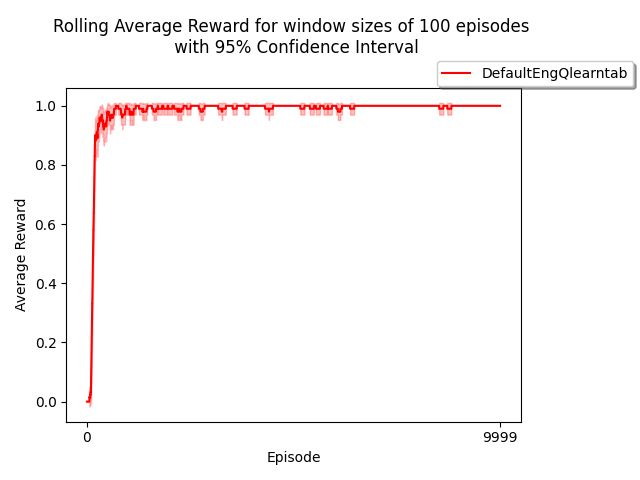 Rolling Average Reward for window sizes of 100 episodes
with 95% Confidence Interval
DefaultEngQlearntab
1.0
0.8
0.6
0.4
0.2
0.0
Average Reward
0
9999
Episode